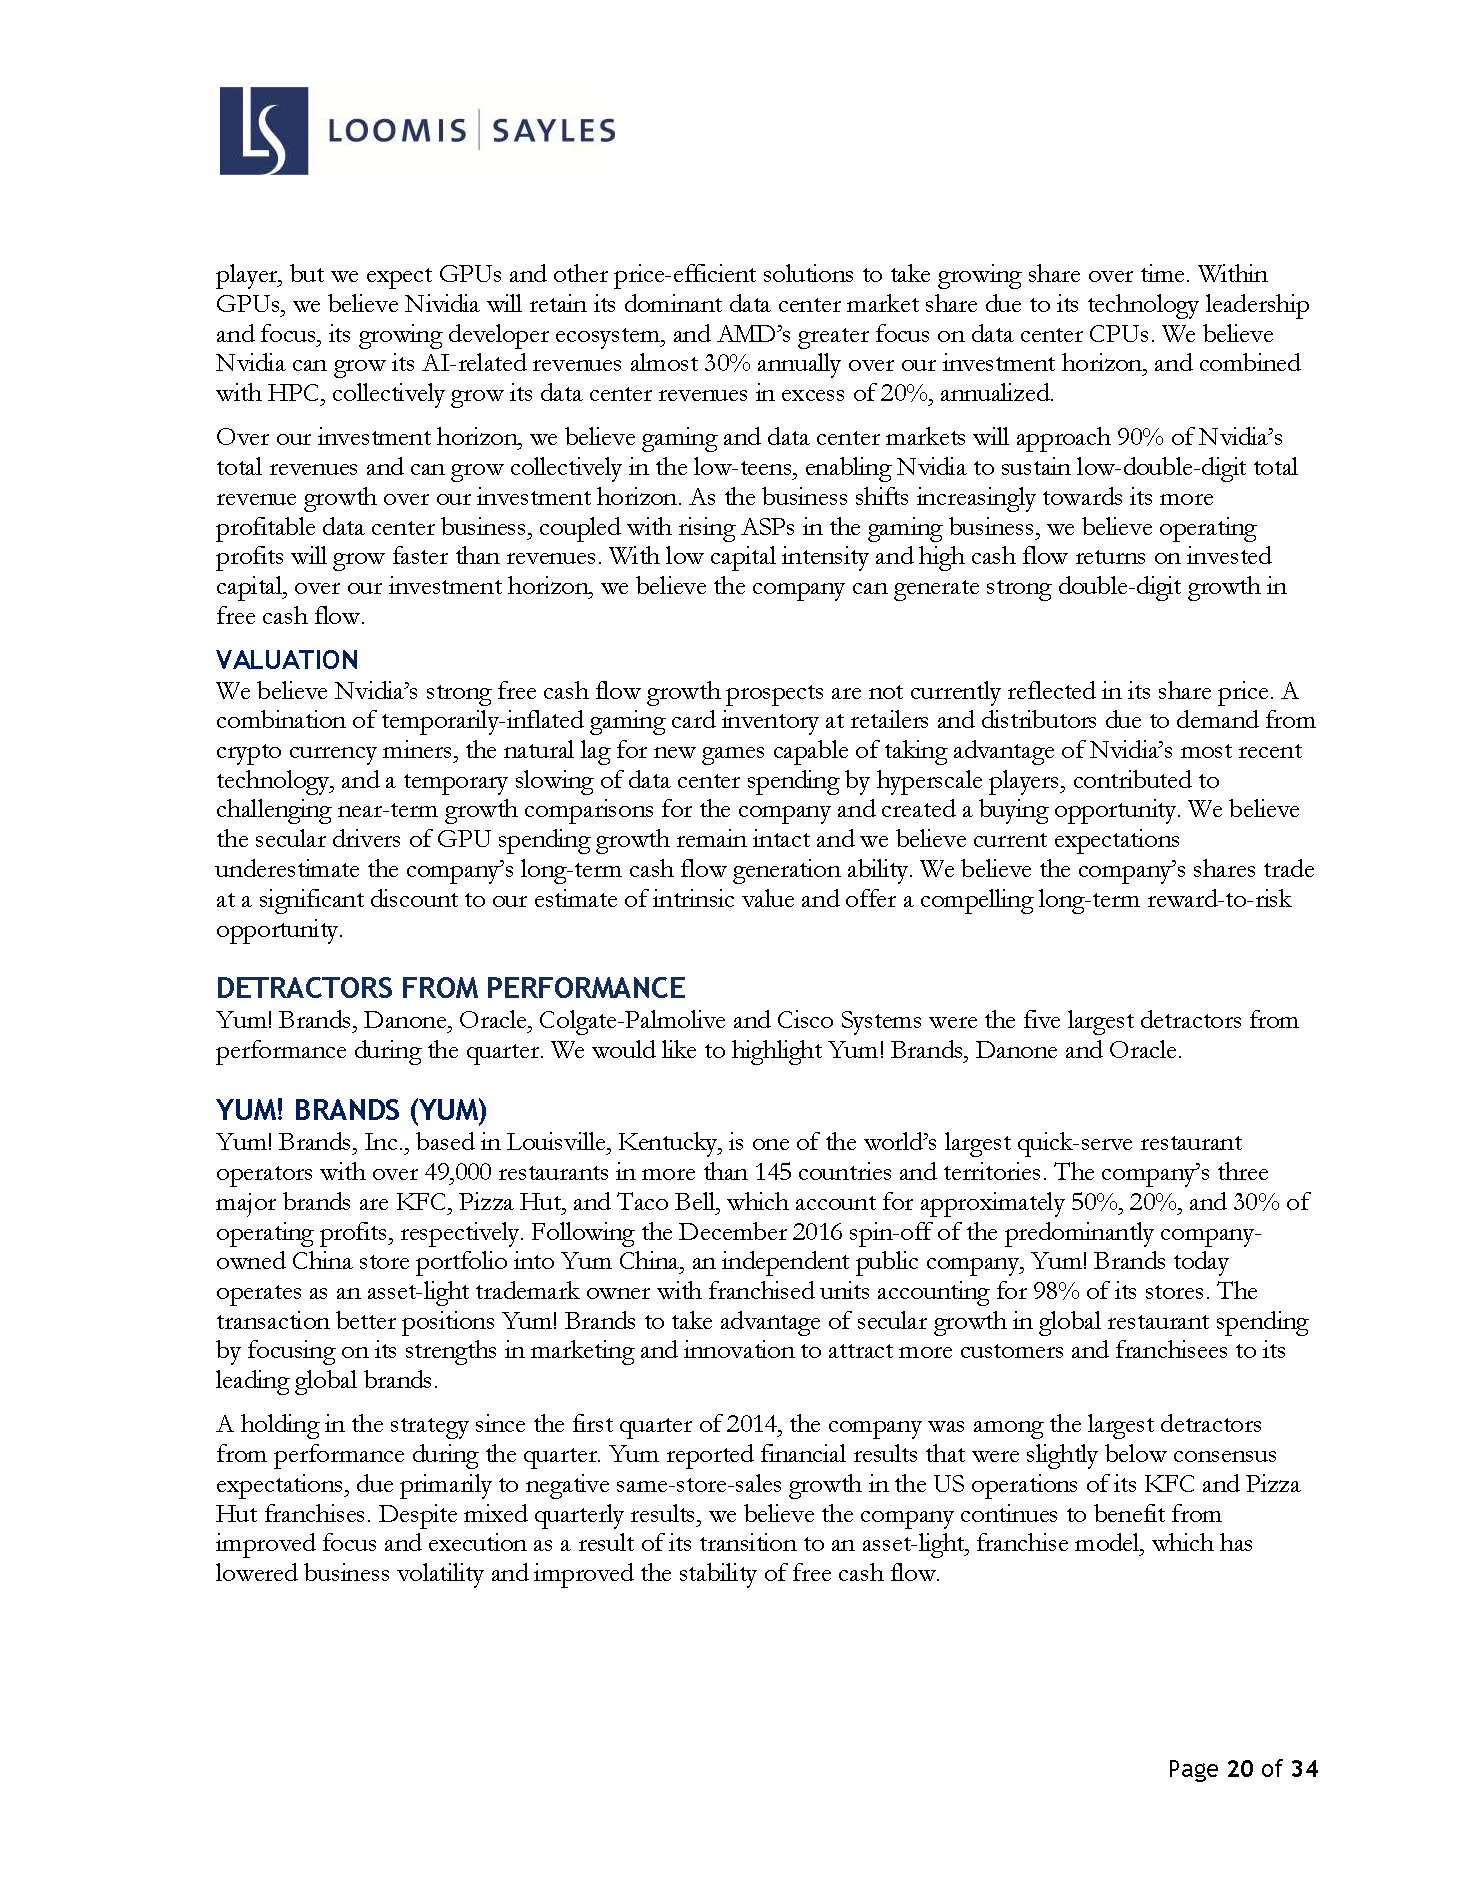 LS LOOMIS | SAYLES
player, but we expect GPUs and other price-efficient solutions to take growing share over time. Within
GPUs, we believe Nividia will retain its dominant data center market share due to its technology leadership
and focus, its growing developer ecosystem, and AMD’s greater focus on data center CPUs. We believe
Nvidia can grow its AI-related revenues almost 30% annually over our investment horizon, and combined
with HPC, collectively grow its data center revenues in excess of 20%, annualized.
Over our investment horizon, we believe gaming and data center markets will approach 90% of Nvidia’s
total revenues and can grow collectively in the low-teens, enabling Nvidia to sustain low-double-digit total
revenue growth over our investment horizon. As the business shifts increasingly towards its more
profitable data center business, coupled with rising ASPs in the gaming business, we believe operating
profits will grow faster than revenues. With low capital intensity and high cash flow returns on invested
capital, over our investment horizon, we believe the company can generate strong double-digit growth in
free cash flow.
VALUATION
We believe Nvidia’s strong free cash flow growth prospects are not currently reflected in its share price. A
combination of temporarily-inflated gaming card inventory at retailers and distributors due to demand from
crypto currency miners, the natural lag for new games capable of taking advantage of Nvidia’s most recent
technology, and a temporary slowing of data center spending by hyperscale players, contributed to
challenging near-term growth comparisons for the company and created a buying opportunity. We believe
the secular drivers of GPU spending growth remain intact and we believe current expectations
underestimate the company’s long-term cash flow generation ability. We believe the company’s shares trade
at a significant discount to our estimate of intrinsic value and offer a compelling long-term reward-to-risk
opportunity.
DETRACTORS FROM PERFORMANCE
Yum! Brands, Danone, Oracle, Colgate-Palmolive and Cisco Systems were the five largest detractors from
performance during the quarter. We would like to highlight Yum! Brands, Danone and Oracle.
YUM! BRANDS (YUM)
Yum! Brands, Inc., based in Louisville, Kentucky, is one of the world’s largest quick-serve restaurant
operators with over 49,000 restaurants in more than 145 countries and territories. The company’s three
major brands are KFC, Pizza Hut, and Taco Bell, which account for approximately 50%, 20%, and 30% of
operating profits, respectively. Following the December 2016 spin-off of the predominantly company-
owned China store portfolio into Yum China, an independent public company, Yum! Brands today
operates as an asset-light trademark owner with franchised units accounting for 98% of its stores. The
transaction better positions Yum! Brands to take advantage of secular growth in global restaurant spending
by focusing on its strengths in marketing and innovation to attract more customers and franchisees to its
leading global brands.
A holding in the strategy since the first quarter of 2014, the company was among the largest detractors
from performance during the quarter. Yum reported financial results that were slightly below consensus
expectations, due primarily to negative same-store-sales growth in the US operations of its KFC and Pizza
Hut franchises. Despite mixed quarterly results, we believe the company continues to benefit from
improved focus and execution as a result of its transition to an asset-light, franchise model, which has
lowered business volatility and improved the stability of free cash flow.
Page 20 of 34